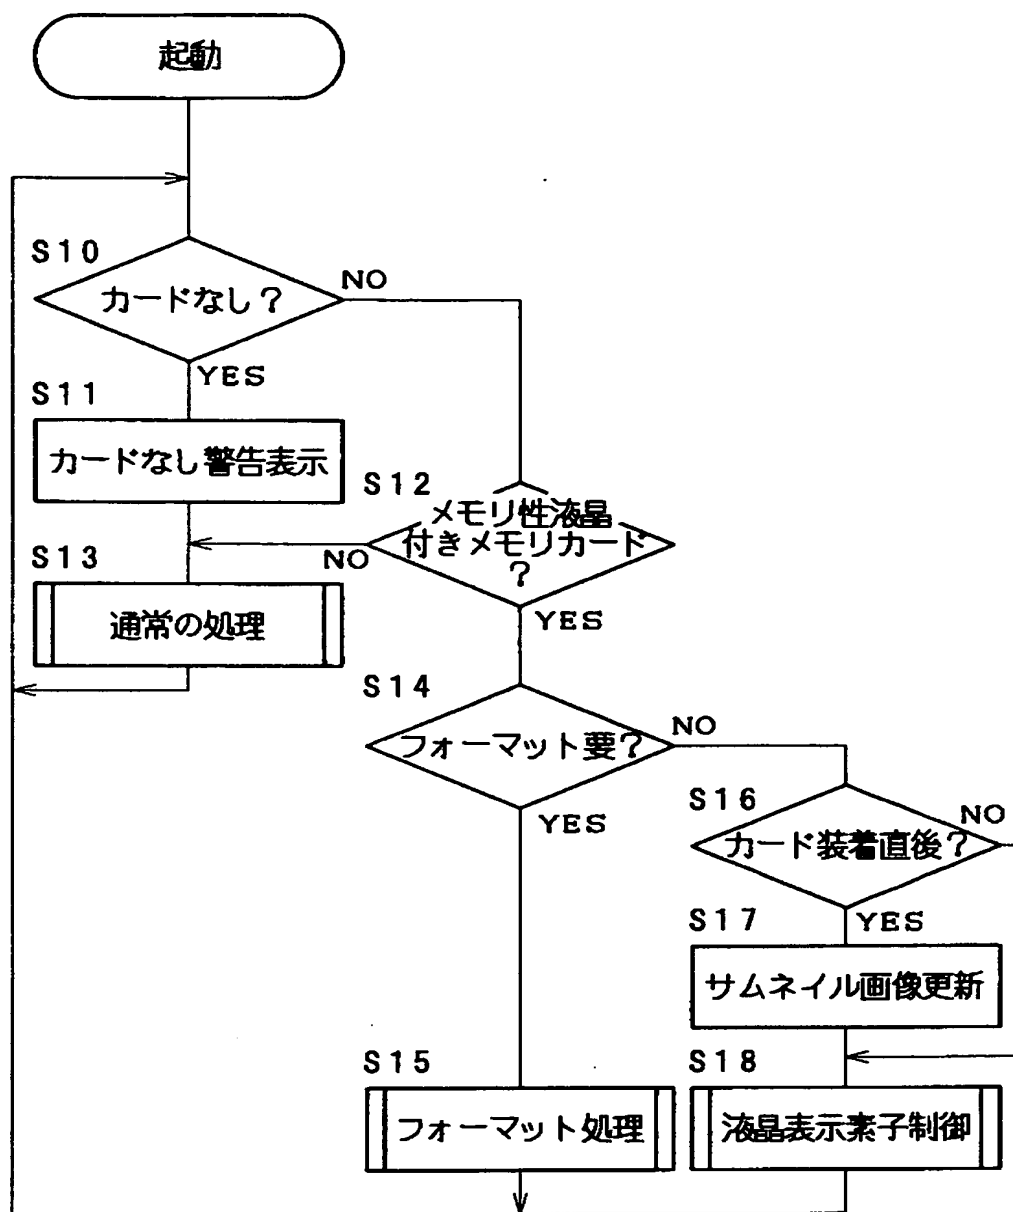 起動
S10
カードなし？
NO
YES
S11
カードなし警告表示
S12
メモリ性液晶
付きメモリカード
？
NO
YES
S13
通常の処理
S14
フォーマット要？
NO
YES
S16
カード装着直後？
NO
YES
S17
サムネイル画像更新
S15
フォーマット処理
S18
液晶表示素子制御